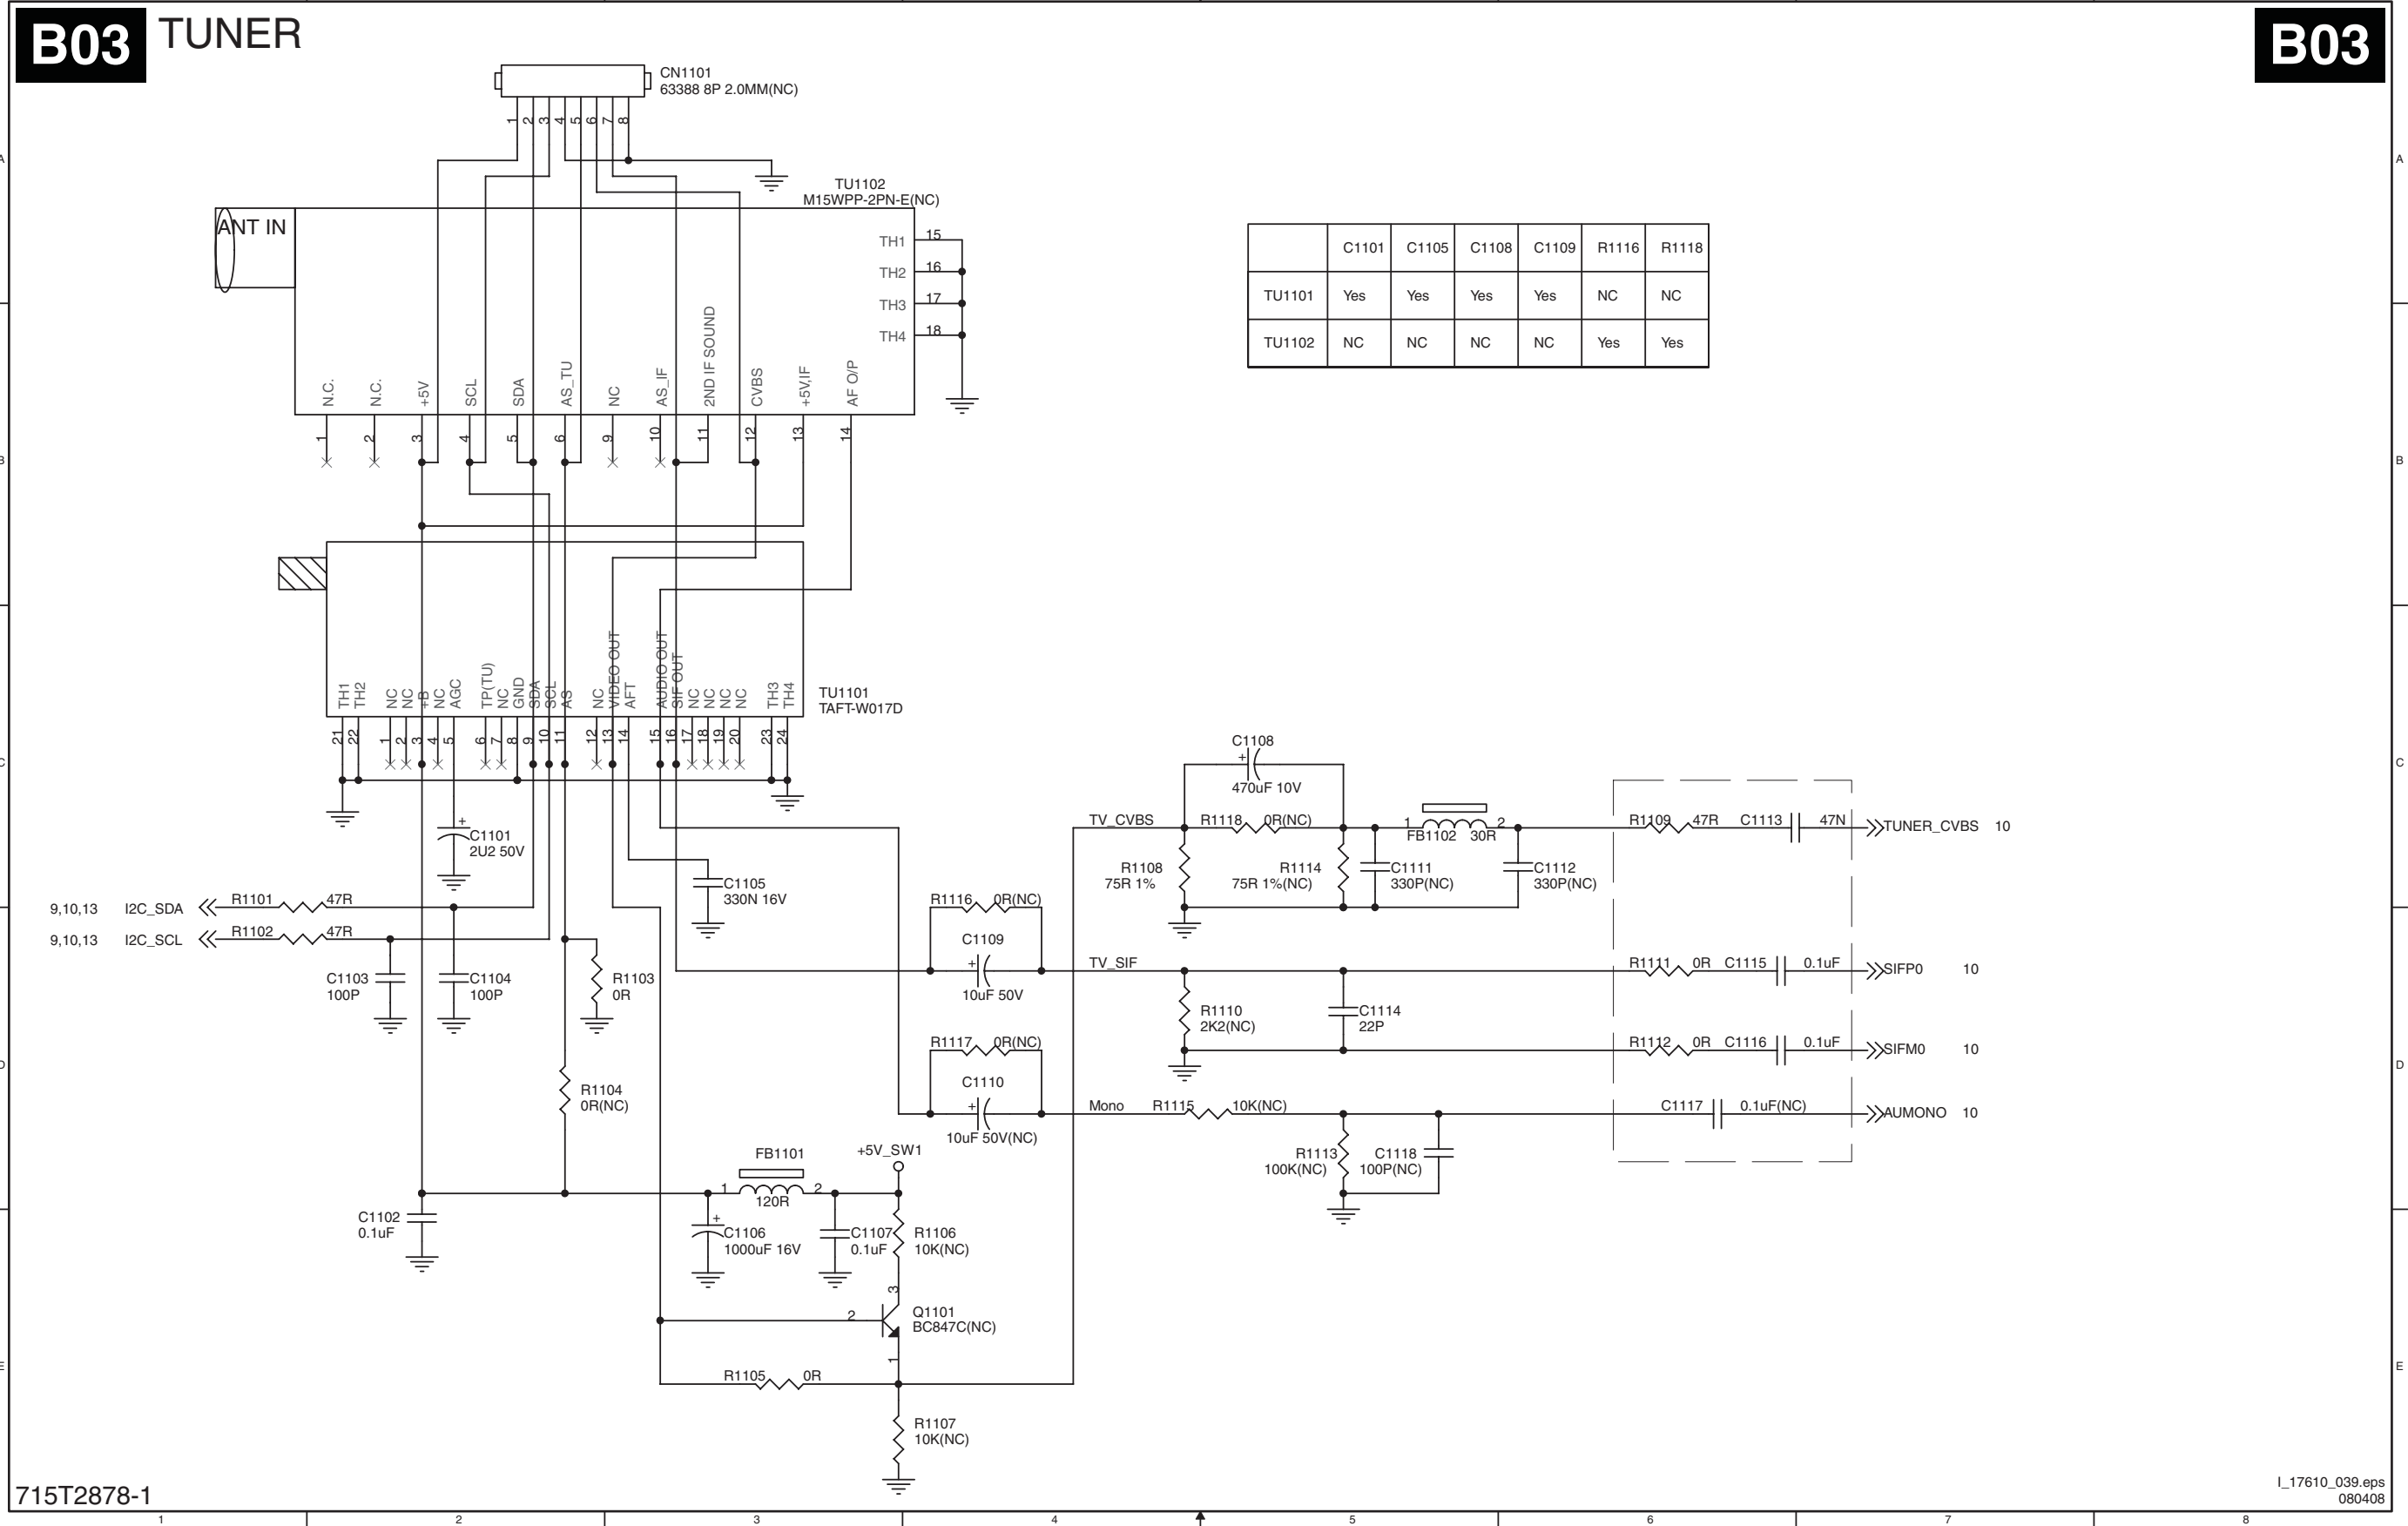 B03 TUNER B03
CN1101
63388 8P 2.0MM(NC)
1 2 3 4 5 6 7 8
TU1102
M15WPP-2PN-E(NC)
ANT IN
TH1 15
TH2 16
TH3 17
TH4 18
N.C. N.C. +5V SCL SDA AS_TU NC AS_IF 2ND IF SOUND CVBS +5V,IF AF O/P
1 2 3 4 5 6 9 10 11 12 13 14
C1101 C1105 C1108 C1109 R1116 R1118
TU1101 Yes Yes Yes Yes NC NC
TU1102 NC NC NC NC Yes Yes
TH1 TH2 NC NC +B NC AGC TP(TU) NC GND SDA SCL AS NC VIDEO OUT AFT AUDIO OUT SIF OUT NC NC NC NC TH3 TH4
21 22 1 2 3 4 5 6 7 8 9 10 11 12 13 14 15 16 17 18 19 20 23 24
TU1101
TAFT-W017D
C1101
2U2 50V
C1105
330N 16V
9,10,13 I2C_SDA R1101 47R
9,10,13 I2C_SCL R1102 47R
C1103
100P
C1104
100P
R1103
0R
R1104
0R(NC)
C1102
0.1uF
FB1101
1 2
120R
+5V_SW1
C1106
1000uF 16V
C1107
0.1uF
R1106
10K(NC)
3
2
1
Q1101
BC847C(NC)
R1105 0R
R1107
10K(NC)
R1116 0R(NC)
C1109
10uF 50V
R1117 0R(NC)
C1110
10uF 50V(NC)
C1108
470uF 10V
TV_CVBS R1118 0R(NC)
1 2
FB1102 30R
R1109 47R C1113 47N TUNER_CVBS 10
R1108
75R 1%
R1114
75R 1%(NC)
C1111
330P(NC)
C1112
330P(NC)
TV_SIF R1111 0R C1115 0.1uF SIFP0 10
R1110
2K2(NC)
C1114
22P
R1112 0R C1116 0.1uF SIFM0 10
Mono R1115 10K(NC) C1117 0.1uF(NC) AUMONO 10
R1113
100K(NC)
C1118
100P(NC)
715T2878-1
I_17610_039.eps
080408
A B C D E
A B C D E
1 2 3 4 5 6 7 8